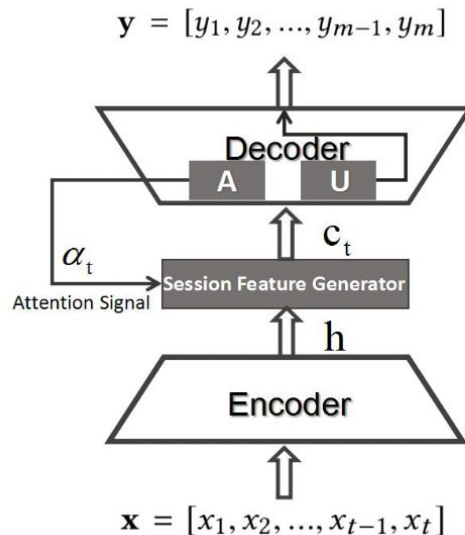 y = [y₁, y₂, ..., yₘ₋₁, yₘ]
Decoder
A U
cₜ
αₜ
Session Feature Generator
Attention Signal
h
Encoder
x = [x₁, x₂, ..., xₜ₋₁, xₜ]